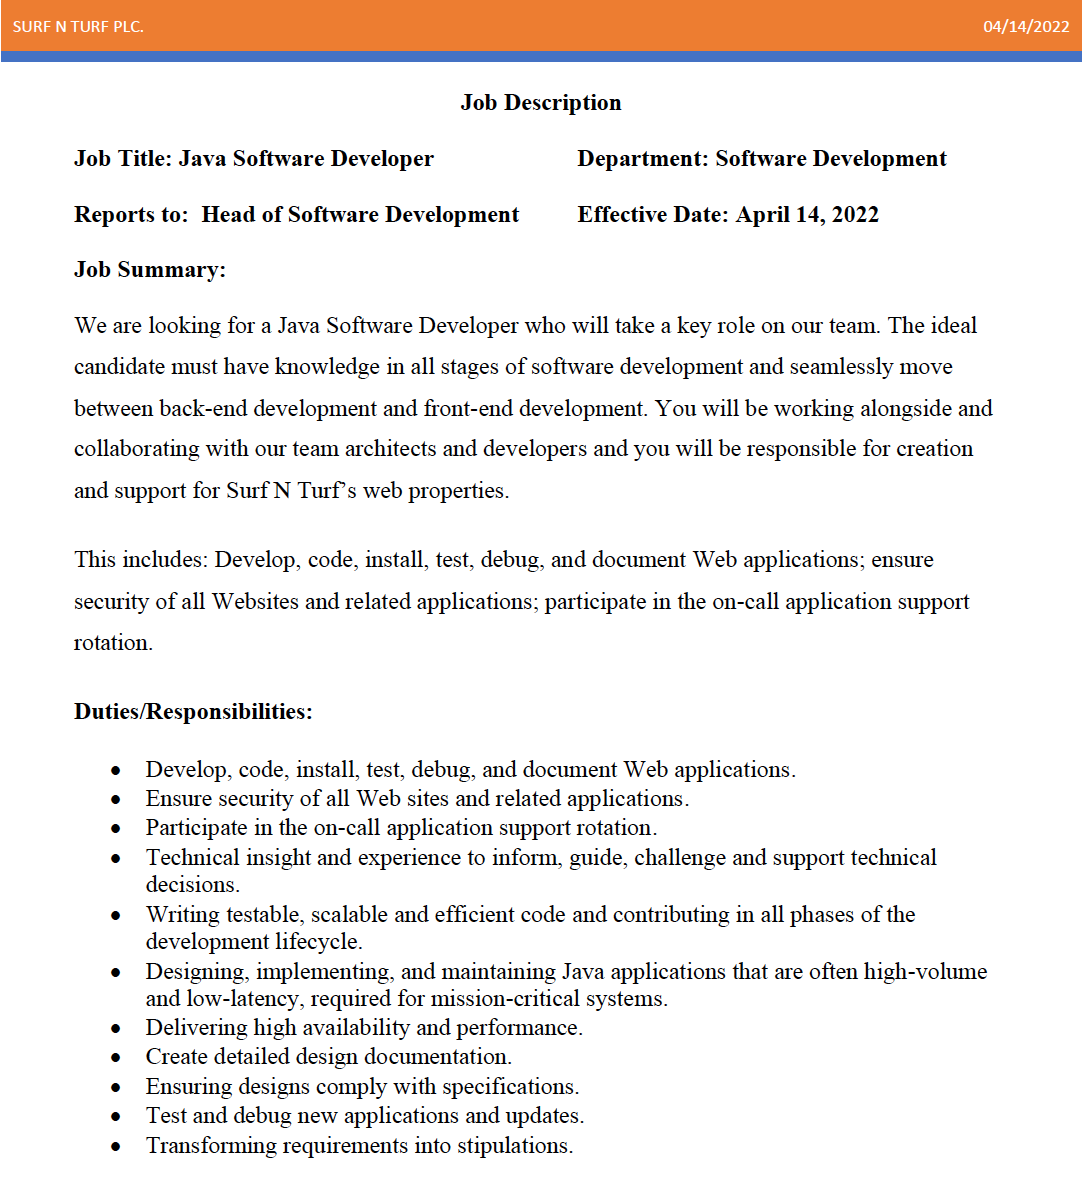 SURF N TURF PLC. 04/14/2022
Job Description
Job Title: Java Software Developer Department: Software Development
Reports to: Head of Software Development Effective Date: April 14, 2022
Job Summary:
We are looking for a Java Software Developer who will take a key role on our team. The ideal
candidate must have knowledge in all stages of software development and seamlessly move
between back-end development and front-end development. You will be working alongside and
collaborating with our team architects and developers and you will be responsible for creation
and support for Surf N Turf’s web properties.
This includes: Develop, code, install, test, debug, and document Web applications; ensure
security of all Websites and related applications; participate in the on-call application support
rotation.
Duties/Responsibilities:
• Develop, code, install, test, debug, and document Web applications.
• Ensure security of all Web sites and related applications.
• Participate in the on-call application support rotation.
• Technical insight and experience to inform, guide, challenge and support technical
decisions.
• Writing testable, scalable and efficient code and contributing in all phases of the
development lifecycle.
• Designing, implementing, and maintaining Java applications that are often high-volume
and low-latency, required for mission-critical systems.
• Delivering high availability and performance.
• Create detailed design documentation.
• Ensuring designs comply with specifications.
• Test and debug new applications and updates.
• Transforming requirements into stipulations.